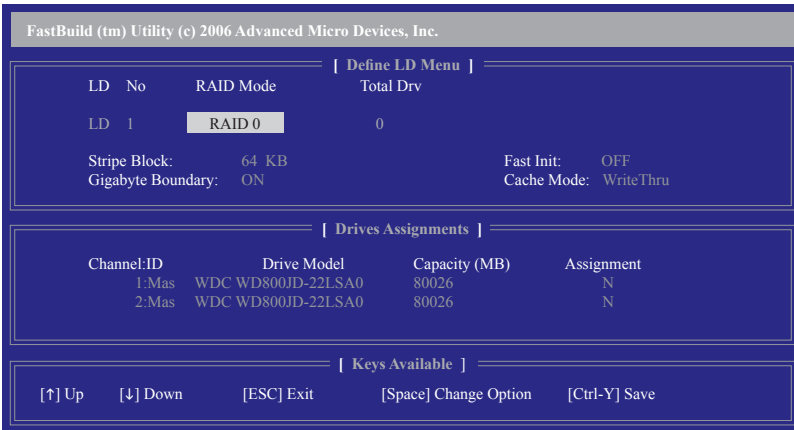 FastBuild (tm) Utility (c) 2006 Advanced Micro Devices, Inc.
[ Define LD Menu ]
LD No RAID Mode Total Drv
LD 1 RAID 0 0
Stripe Block: 64 KB Fast Init: OFF
Gigabyte Boundary: ON Cache Mode: WriteThru
[ Drives Assignments ]
Channel:ID Drive Model Capacity (MB) Assignment
1:Mas WDC WD800JD-22LSA0 80026 N
2:Mas WDC WD800JD-22LSA0 80026 N
[ Keys Available ]
[↑] Up [↓] Down [ESC] Exit [Space] Change Option [Ctrl-Y] Save